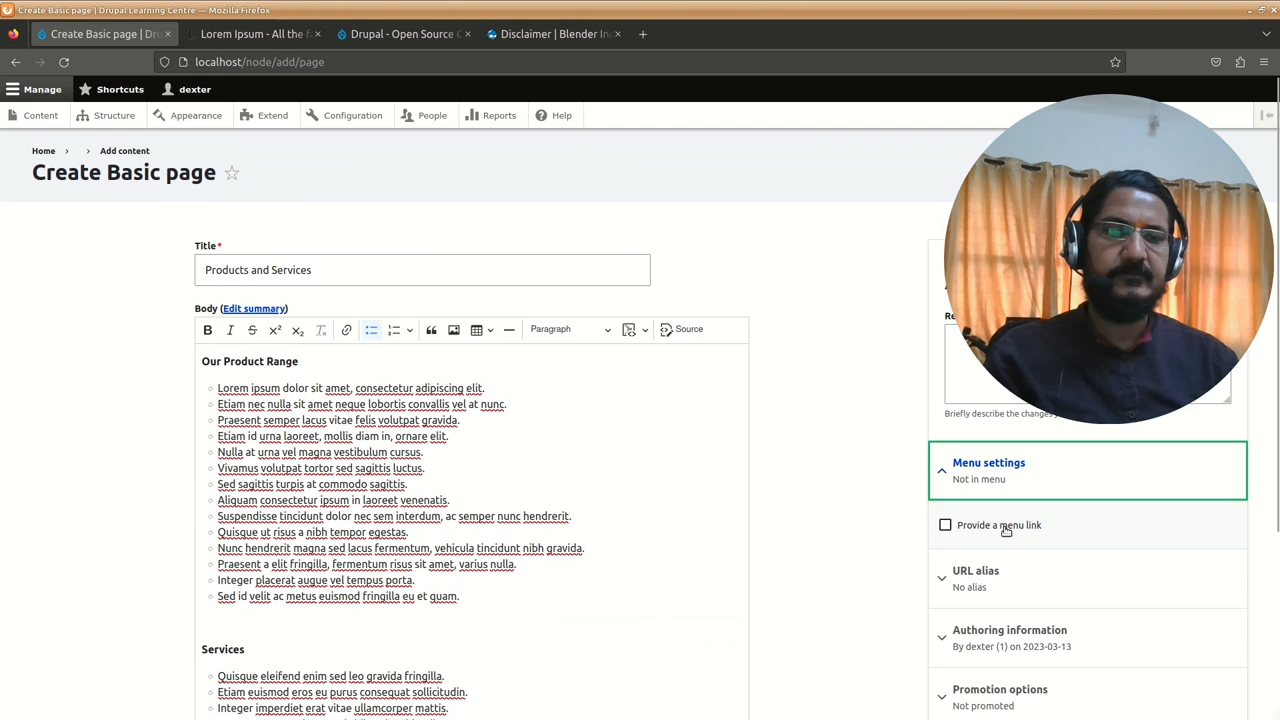 Create Basic page | Drupal Learning Centre — Mozilla Firefox
Create Basic page | Dru
Lorem Ipsum - All the f
Drupal - Open Source C
Disclaimer | Blender Inc
localhost/node/add/page
Manage
Shortcuts
dexter
Content
Structure
Appearance
Extend
Configuration
People
Reports
Help
Home
Add content
Create Basic page
Title*
Products and Services
Body (Edit summary)
Paragraph
Source
Our Product Range
Lorem ipsum dolor sit amet, consectetur adipiscing elit.
Etiam nec nulla sit amet neque lobortis convallis vel at nunc.
Praesent semper lacus vitae felis volutpat gravida.
Etiam id urna laoreet, mollis diam in, ornare elit.
Nulla at urna vel magna vestibulum cursus.
Vivamus volutpat tortor sed sagittis luctus.
Sed sagittis turpis at commodo sagittis.
Aliquam consectetur ipsum in laoreet venenatis.
Suspendisse tincidunt dolor nec sem interdum, ac semper nunc hendrerit.
Quisque ut risus a nibh tempor egestas.
Nunc hendrerit magna sed lacus fermentum, vehicula tincidunt nibh gravida.
Praesent a elit fringilla, fermentum risus sit amet, varius nulla.
Integer placerat augue vel tempus porta.
Sed id velit ac metus euismod fringilla eu et quam.
Services
Quisque eleifend enim sed leo gravida fringilla.
Etiam euismod eros eu purus consequat sollicitudin.
Integer imperdiet erat vitae ullamcorper mattis.
Briefly describe the changes
Menu settings
Not in menu
Provide a menu link
URL alias
No alias
Authoring information
By dexter (1) on 2023-03-13
Promotion options
Not promoted